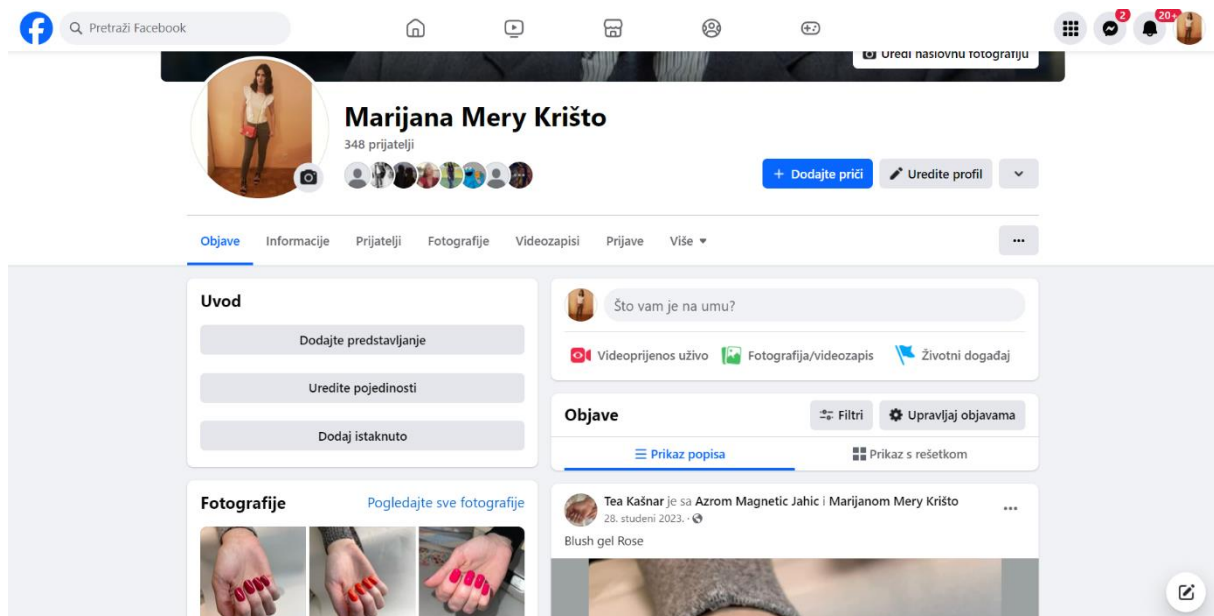 Pretraži Facebook
2
20+
Uredi naslovnu fotografiju
Marijana Mery Krišto
348 prijatelji
+ Dodajte priči
Uredite profil
Objave Informacije Prijatelji Fotografije Videozapisi Prijave Više
Uvod
Dodajte predstavljanje
Uredite pojedinosti
Dodaj istaknuto
Fotografije Pogledajte sve fotografije
Što vam je na umu?
Videoprijenos uživo Fotografija/videozapis Životni događaj
Objave Filtri Upravljaj objavama
Prikaz popisa Prikaz s rešetkom
Tea Kašnar je sa Azrom Magnetic Jahic i Marijanom Mery Krišto
28. studeni 2023. ·
Blush gel Rose